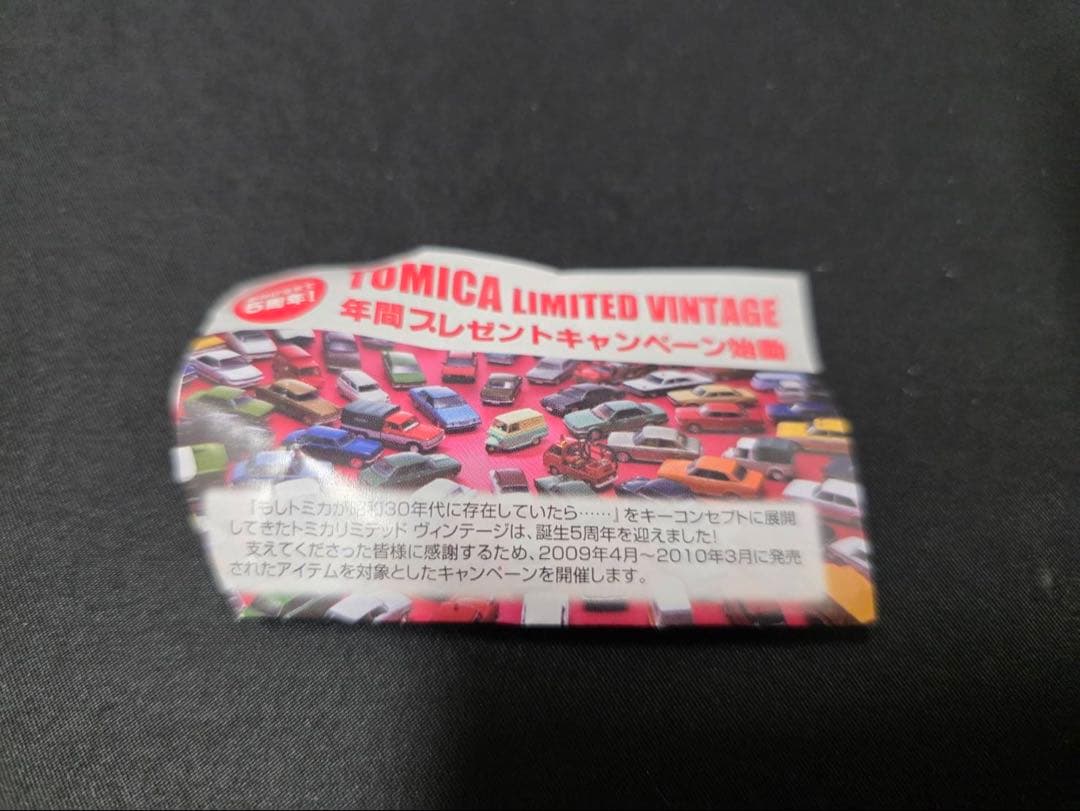 5周年!
TOMICA LIMITED VINTAGE
年間プレゼントキャンペーン始動
「もしトミカが昭和30年代に存在していたら……」をキーコンセプトに展開
してきたトミカリミテッド ヴィンテージは、誕生5周年を迎えました!
支えてくださった皆様に感謝するため、2009年4月～2010年3月に発売
されたアイテムを対象としたキャンペーンを開催します。